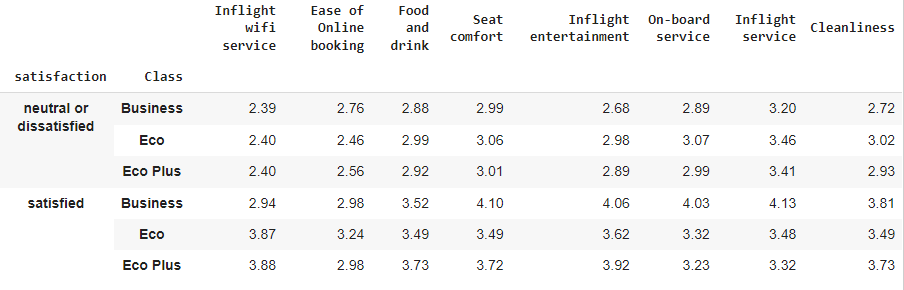 Inflight wifi service Ease of Online booking Food and drink Seat comfort Inflight entertainment On-board service Inflight service Cleanliness
satisfaction Class
neutral or dissatisfied Business 2.39 2.76 2.88 2.99 2.68 2.89 3.20 2.72
Eco 2.40 2.46 2.99 3.06 2.98 3.07 3.46 3.02
Eco Plus 2.40 2.56 2.92 3.01 2.89 2.99 3.41 2.93
satisfied Business 2.94 2.98 3.52 4.10 4.06 4.03 4.13 3.81
Eco 3.87 3.24 3.49 3.49 3.62 3.32 3.48 3.49
Eco Plus 3.88 2.98 3.73 3.72 3.92 3.23 3.32 3.73